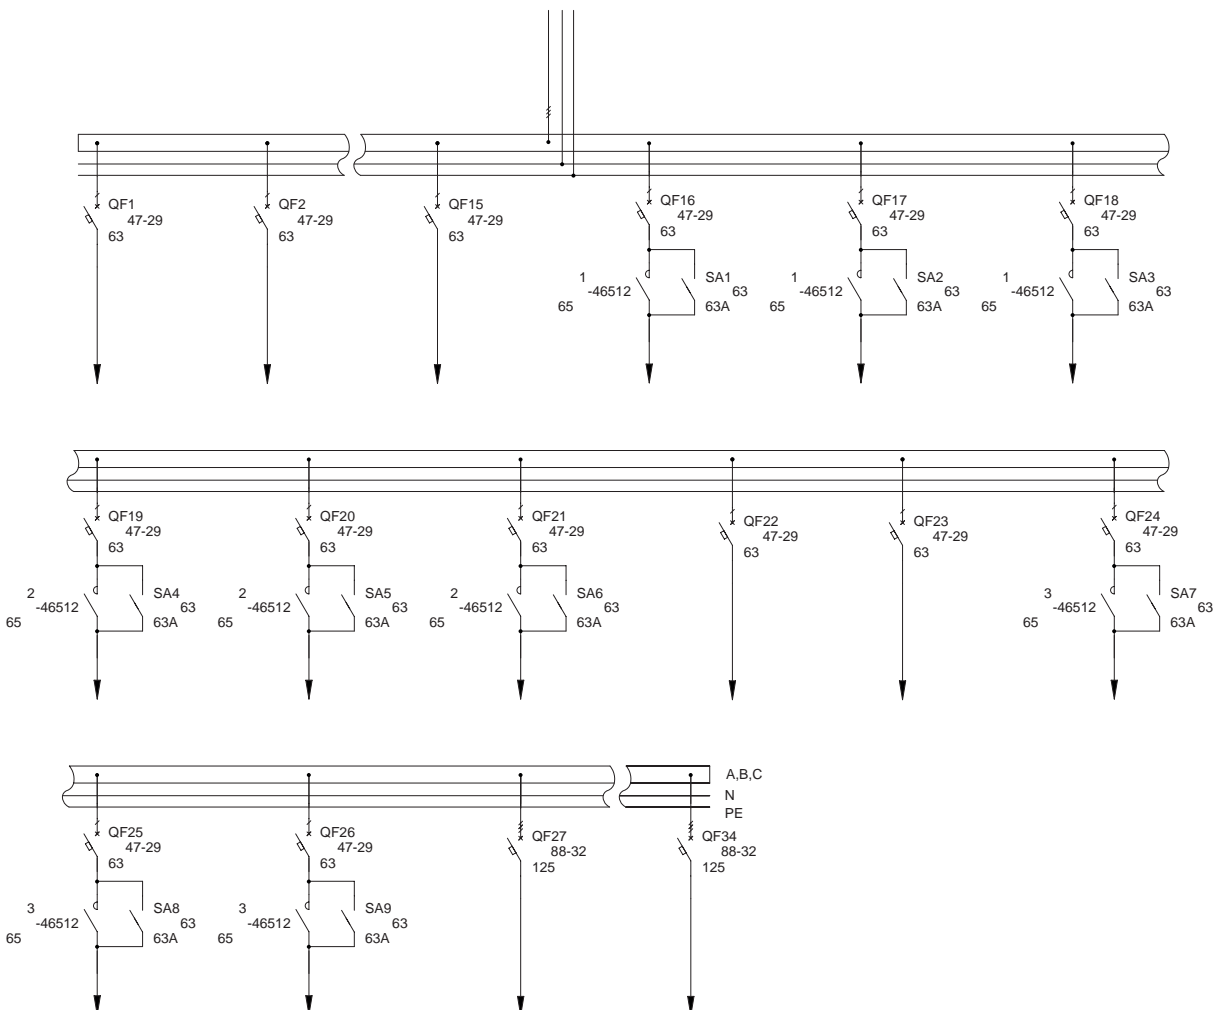 QF1
47-29
63
QF2
47-29
63
QF15
47-29
63
QF16
47-29
63
1
-46512
65
SA1
63
63A
QF17
47-29
63
1
-46512
65
SA2
63
63A
QF18
47-29
63
1
-46512
65
SA3
63
63A
QF19
47-29
63
2
-46512
65
SA4
63
63A
QF20
47-29
63
2
-46512
65
SA5
63
63A
QF21
47-29
63
2
-46512
65
SA6
63
63A
QF22
47-29
63
QF23
47-29
63
QF24
47-29
63
3
-46512
65
SA7
63
63A
A,B,C
N
PE
QF25
47-29
63
3
-46512
65
SA8
63
63A
QF26
47-29
63
3
-46512
65
SA9
63
63A
QF27
88-32
125
QF34
88-32
125